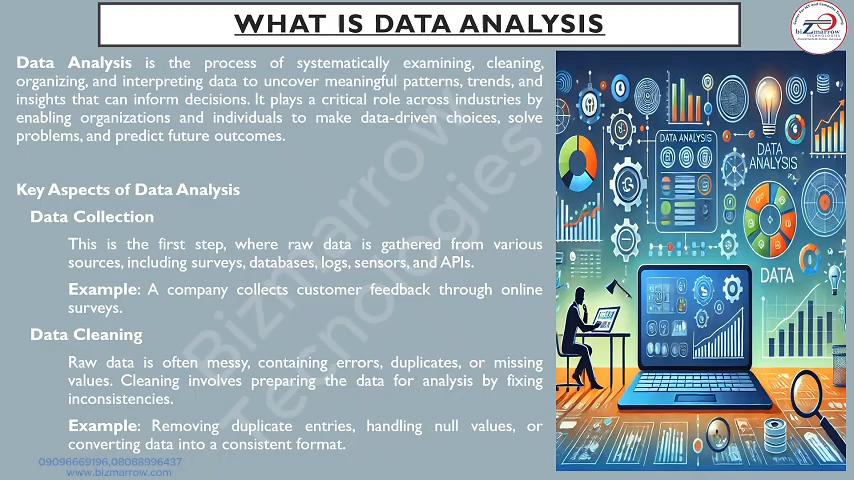 WHAT IS DATA ANALYSIS
bizmarrow
TECHNOLOGIES
Data Analysis is the process of systematically examining, cleaning,
organizing, and interpreting data to uncover meaningful patterns, trends, and
insights that can inform decisions. It plays a critical role across industries by
enabling organizations and individuals to make data-driven choices, solve
problems, and predict future outcomes.
Key Aspects of Data Analysis
Data Collection
This is the first step, where raw data is gathered from various
sources, including surveys, databases, logs, sensors, and APIs.
Example: A company collects customer feedback through online
surveys.
Data Cleaning
Raw data is often messy, containing errors, duplicates, or missing
values. Cleaning involves preparing the data for analysis by fixing
inconsistencies.
Example: Removing duplicate entries, handling null values, or
converting data into a consistent format.
Bizmarrow
Technologies
09096669196,08088996437
www.bizmarrow.com
DATA ANALYSIS
DATA
ANALYSIS
DATA